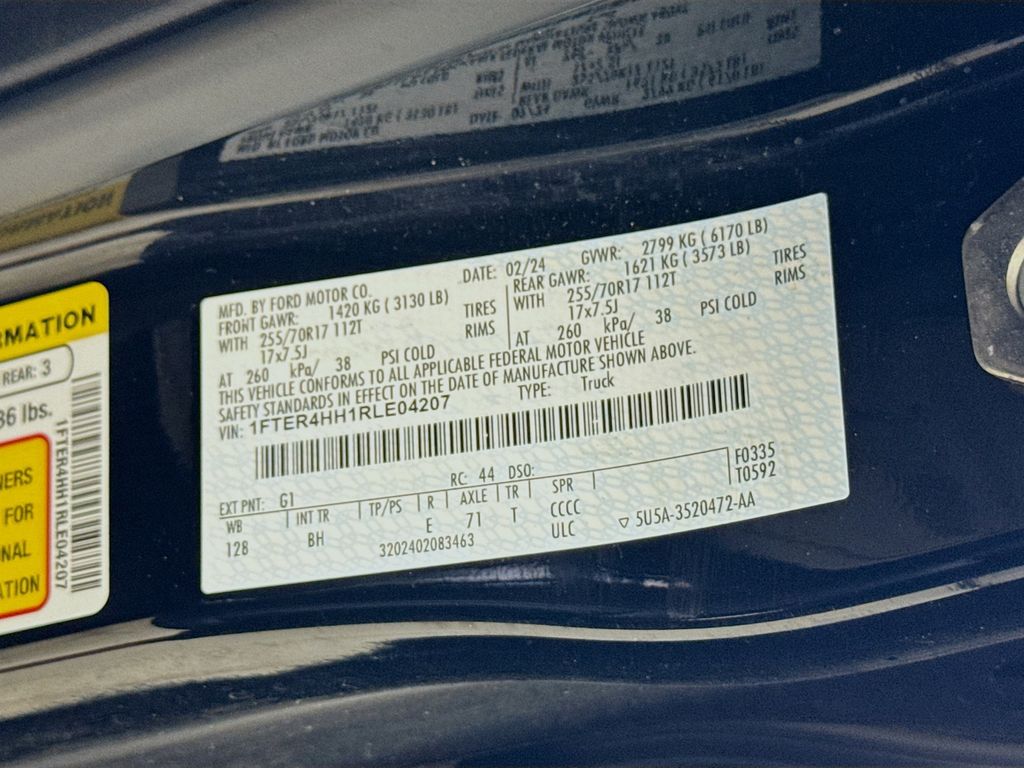 MFD. BY FORD MOTOR CO.
DATE: 02/24
GVWR: 2799 KG ( 6170 LB)
FRONT GAWR: 1420 KG ( 3130 LB)
REAR GAWR: 1621 KG ( 3573 LB)
WITH 255/70R17 112T TIRES
WITH 255/70R17 112T TIRES
17x7.5J RIMS
17x7.5J RIMS
AT 260 kPa/ 38 PSI COLD
AT 260 kPa/ 38 PSI COLD
THIS VEHICLE CONFORMS TO ALL APPLICABLE FEDERAL MOTOR VEHICLE
SAFETY STANDARDS IN EFFECT ON THE DATE OF MANUFACTURE SHOWN ABOVE.
VIN: 1FTER4HH1RLE04207
TYPE: Truck
EXT PNT: G1 RC: 44 DSO: F0335
WB INT TR TP/PS R AXLE TR SPR T0592
128 BH E 71 T CCCC
3202402083463 ULC
▽ 5U5A-3520472-AA
REAR: 3
lbs.
1FTER4HH1RLE04207
FOR